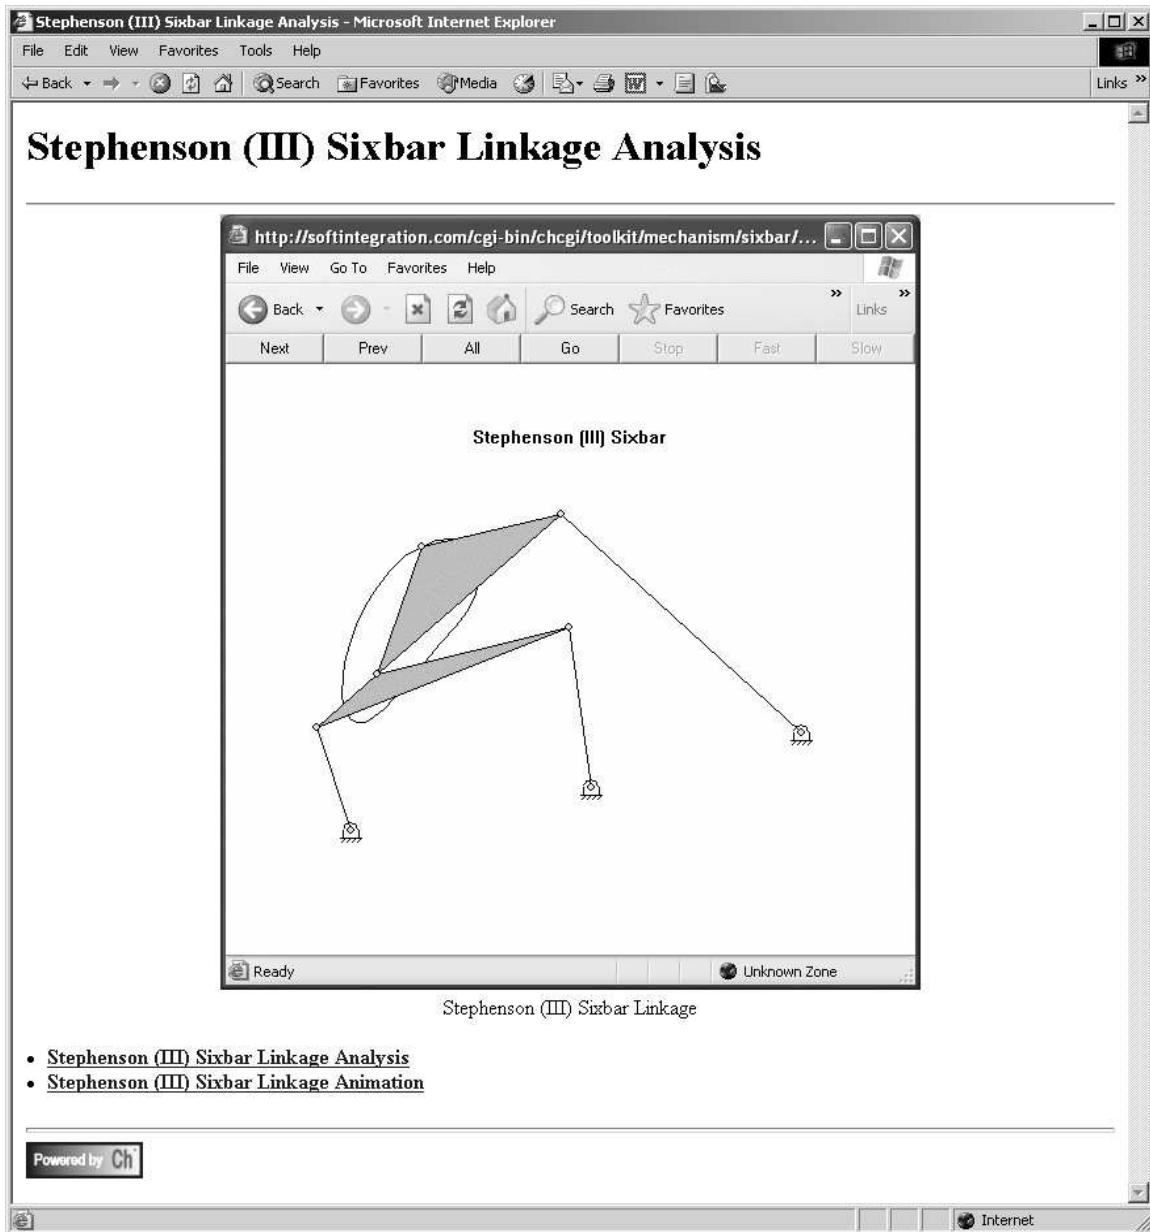 Stephenson (III) Sixbar Linkage Analysis - Microsoft Internet Explorer
File Edit View Favorites Tools Help
Back Search Favorites Media Links »
Stephenson (III) Sixbar Linkage Analysis
http://softintegration.com/cgi-bin/chcgi/toolkit/mechanism/sixbar/...
File View Go To Favorites Help
Back Search Favorites » Links »
Next Prev All Go Stop Fast Slow
Stephenson (III) Sixbar
Ready Unknown Zone
Stephenson (III) Sixbar Linkage
• Stephenson (III) Sixbar Linkage Analysis
• Stephenson (III) Sixbar Linkage Animation
Powered by Ch
Internet